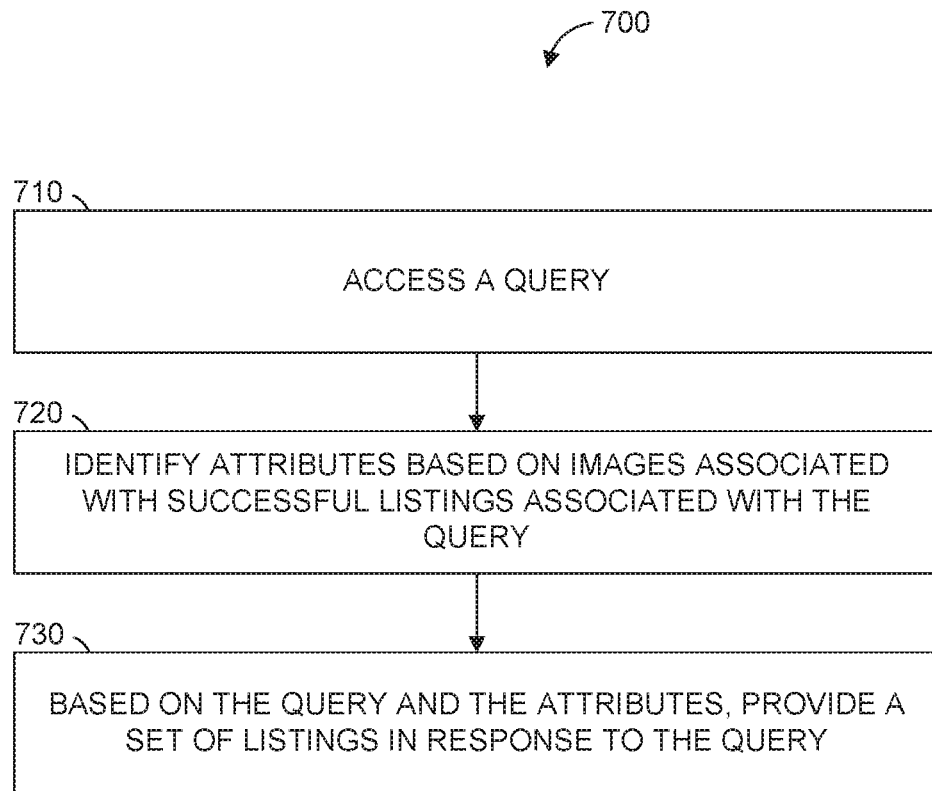 700
710
ACCESS A QUERY
720
IDENTIFY ATTRIBUTES BASED ON IMAGES ASSOCIATED
WITH SUCCESSFUL LISTINGS ASSOCIATED WITH THE
QUERY
730
BASED ON THE QUERY AND THE ATTRIBUTES, PROVIDE A
SET OF LISTINGS IN RESPONSE TO THE QUERY